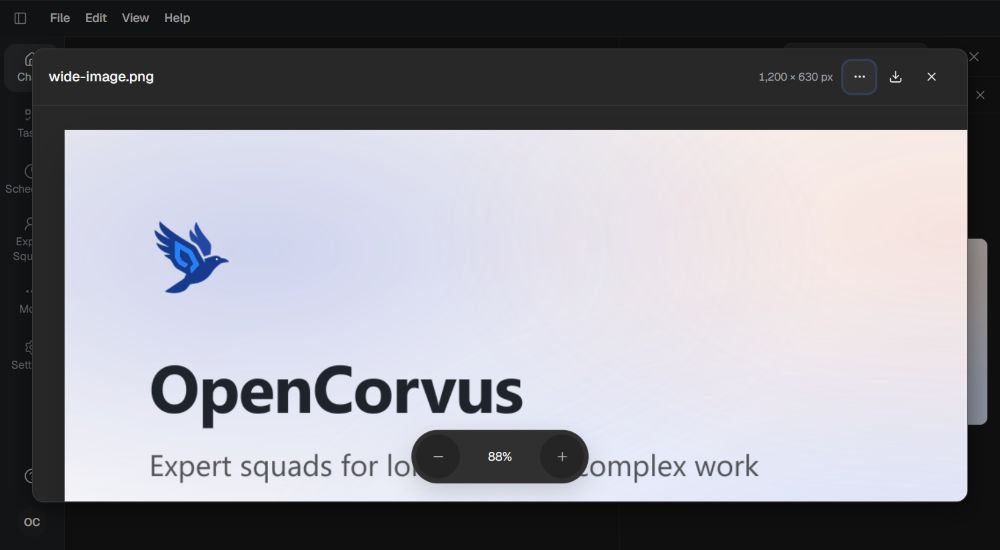 File Edit View Help
wide-image.png 1,200 × 630 px
OpenCorvus
Expert squads for complex work
88%
OC